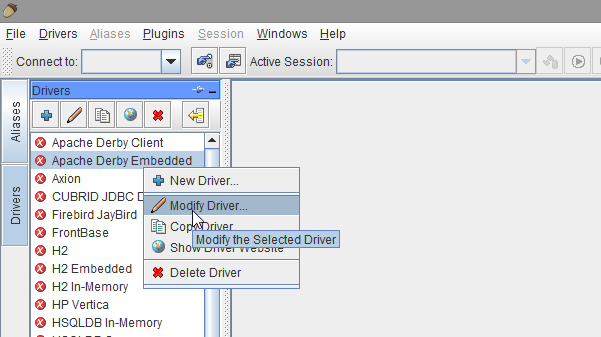 File Drivers Aliases Plugins Session Windows Help
Connect to: Active Session:
Drivers
Aliases
Drivers
Apache Derby Client
Apache Derby Embedded
Axion
CUBRID JDBC
Firebird JayBird
FrontBase
H2
H2 Embedded
H2 In-Memory
HP Vertica
HSQLDB In-Memory
New Driver...
Modify Driver...
Copy Driver
Modify the Selected Driver
Show Driver Website
Delete Driver